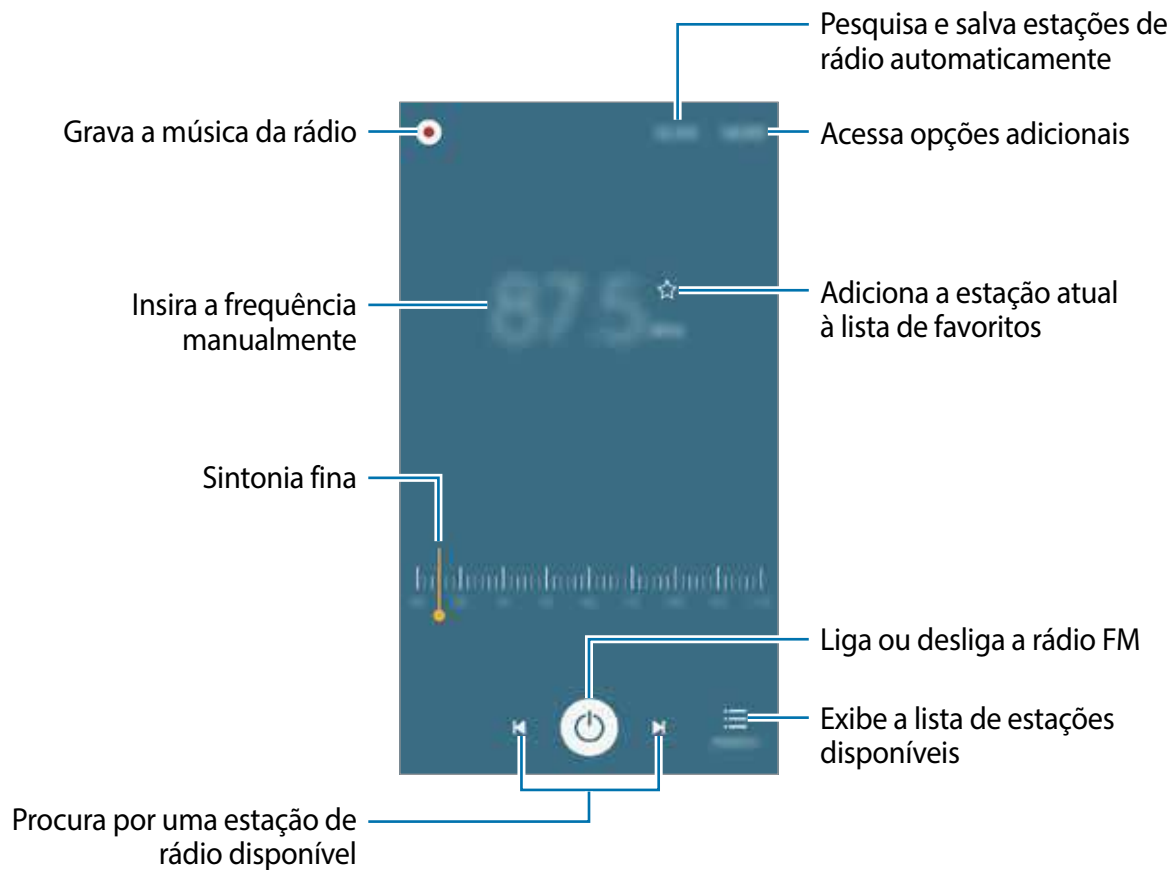 Pesquisa e salva estações de
rádio automaticamente
Grava a música da rádio
Acessa opções adicionais
Insira a frequência
manualmente
87.5
Adiciona a estação atual
à lista de favoritos
Sintonia fina
Liga ou desliga a rádio FM
Exibe a lista de estações
disponíveis
Procura por uma estação de
rádio disponível